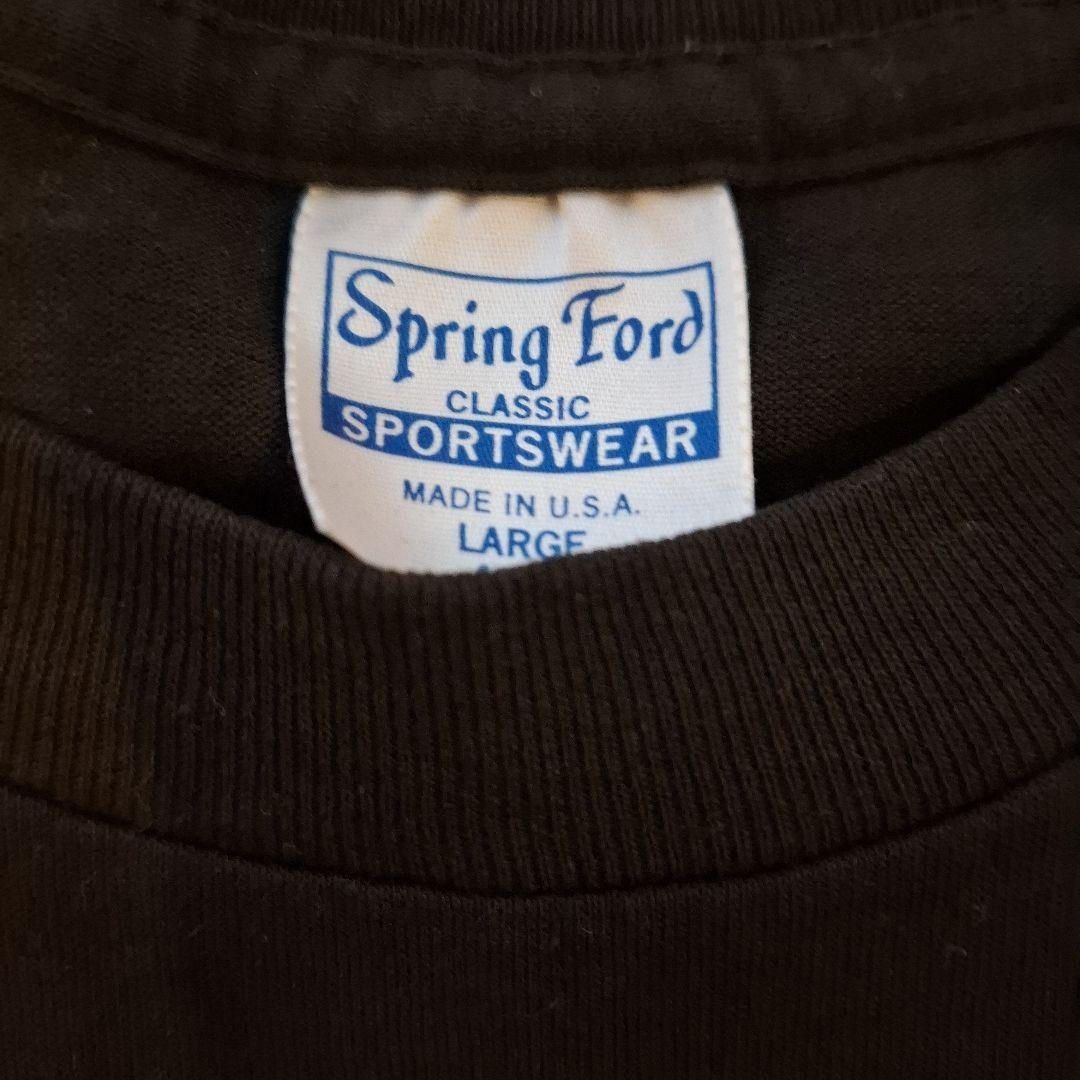 Spring Ford
CLASSIC
SPORTSWEAR
MADE IN U.S.A.
LARGE